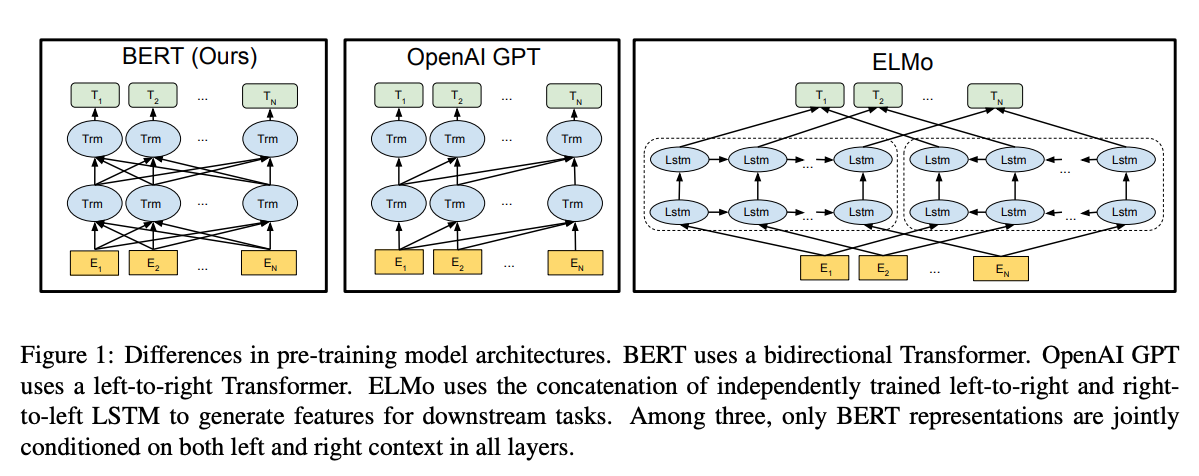 BERT (Ours) OpenAI GPT ELMo
T1 T2 ... TN T1 T2 ... TN T1 T2 ... TN
Trm Trm ... Trm Trm Trm ... Trm
Lstm Lstm ... Lstm Lstm Lstm ... Lstm
Trm Trm ... Trm Trm Trm ... Trm
Lstm Lstm ... Lstm Lstm Lstm ... Lstm
E1 E2 ... EN E1 E2 ... EN E1 E2 ... EN
Figure 1: Differences in pre-training model architectures. BERT uses a bidirectional Transformer. OpenAI GPT
uses a left-to-right Transformer. ELMo uses the concatenation of independently trained left-to-right and right-
to-left LSTM to generate features for downstream tasks. Among three, only BERT representations are jointly
conditioned on both left and right context in all layers.